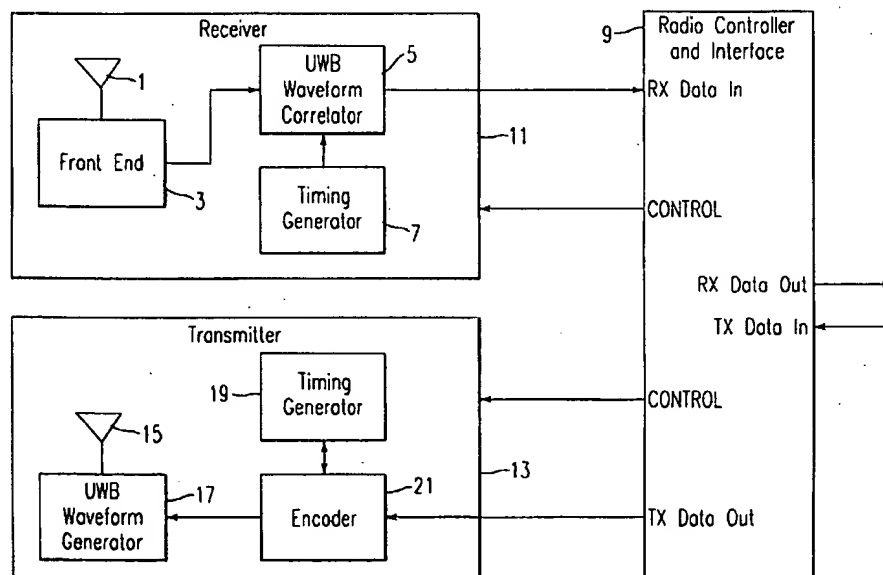 Receiver
1
Front End
3
UWB
Waveform
Correlator
5
Timing
Generator
7
11
9
Radio Controller
and Interface
RX Data In
CONTROL
RX Data Out
TX Data In
CONTROL
TX Data Out
Transmitter
15
UWB
Waveform
Generator
17
19
Timing
Generator
Encoder
21
13